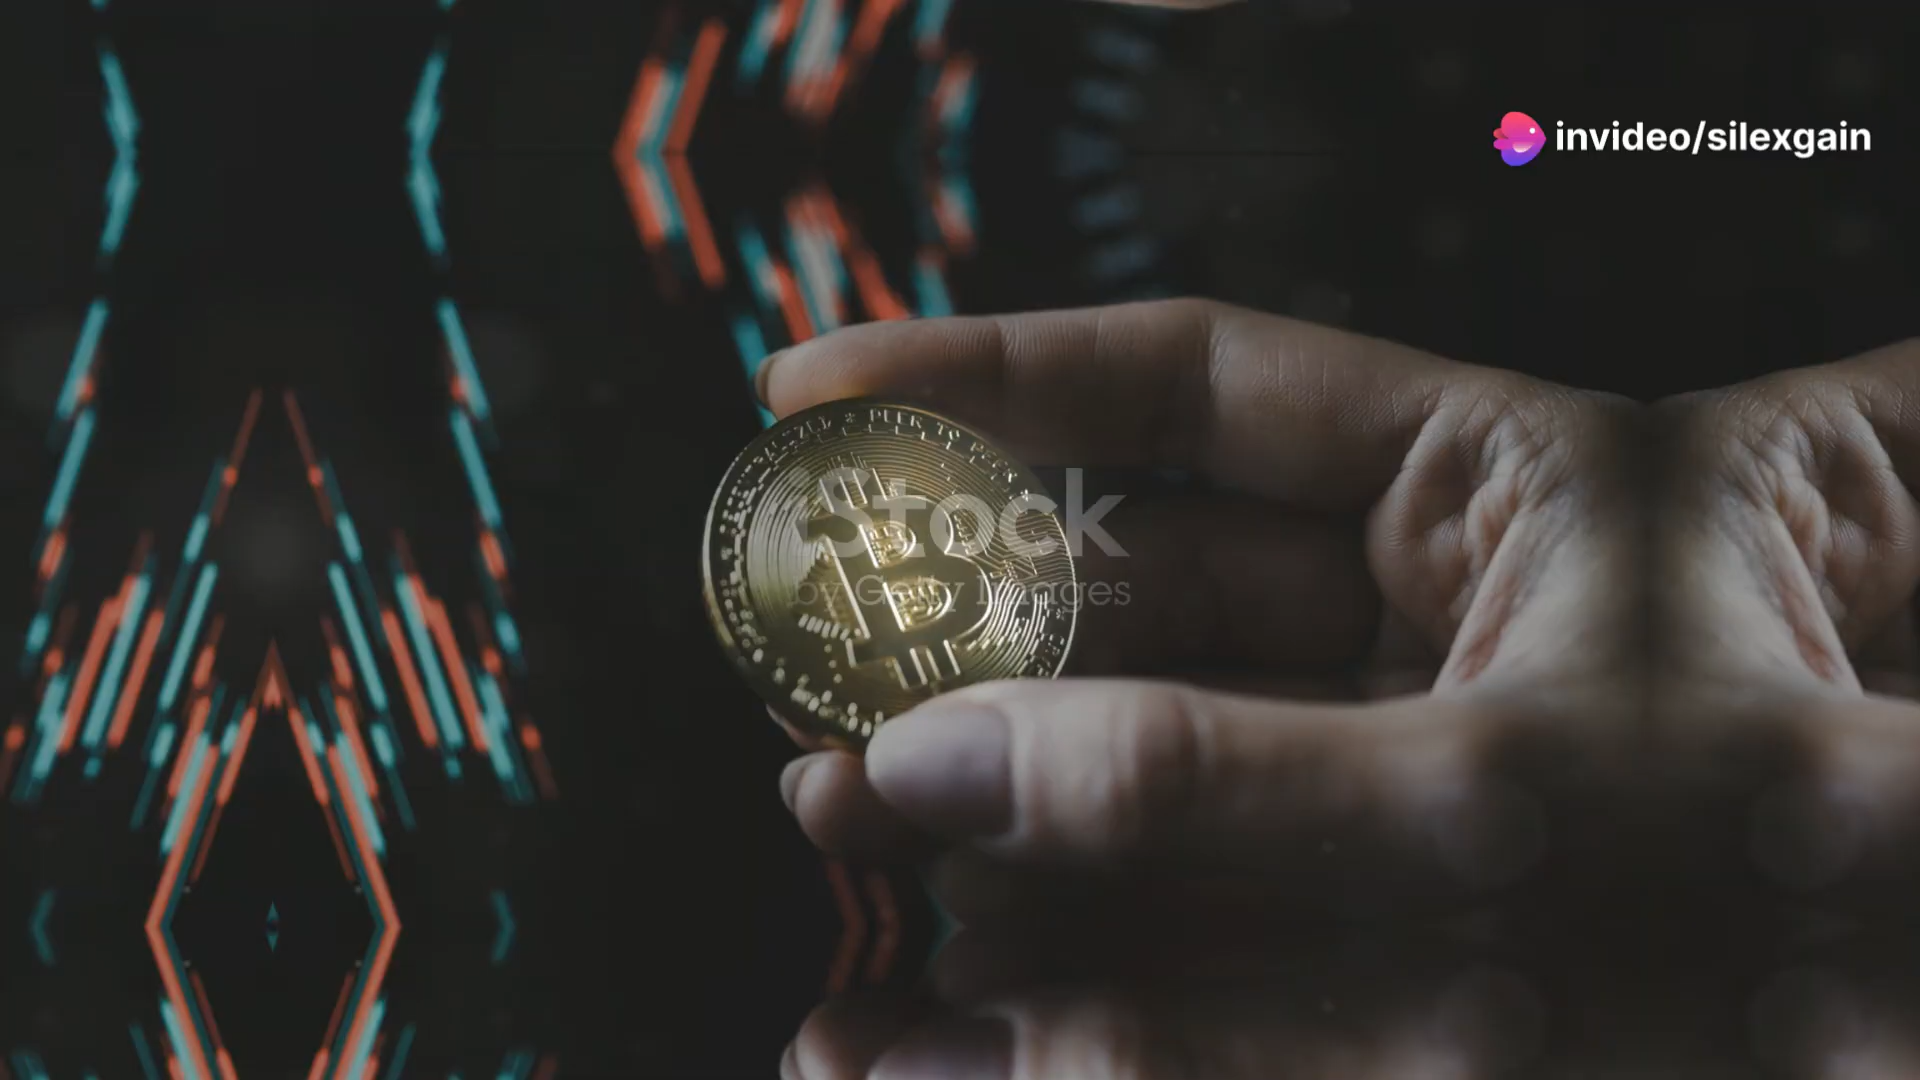 invideo/silexgain
PEER TO PEER
iStock
by Getty Images